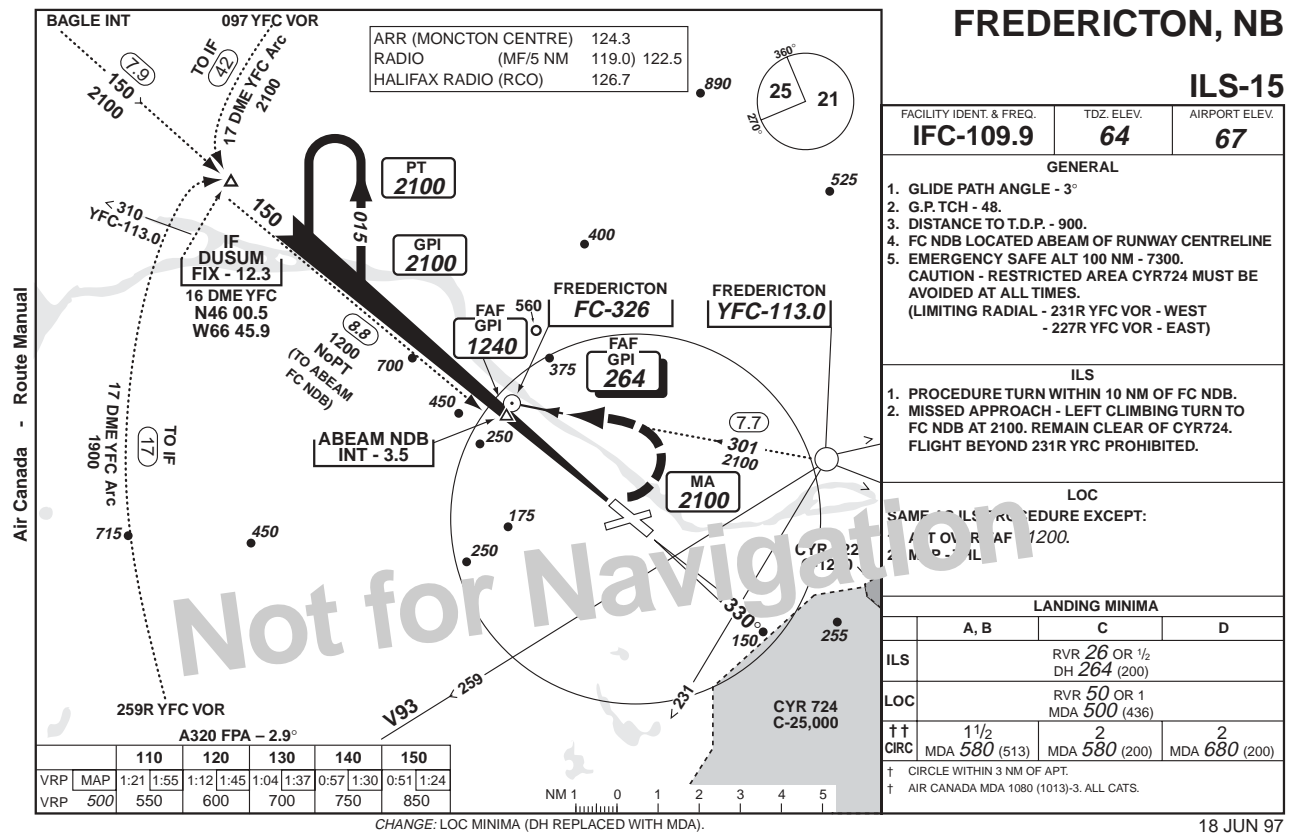 FREDERICTON, NB
ILS-15
Air Canada - Route Manual
BAGLE INT
097 YFC VOR
ARR (MONCTON CENTRE) 124.3
RADIO (MF/5 NM 119.0) 122.5
HALIFAX RADIO (RCO) 126.7
360°
270°
25
21
890
525
400
7.9
150
2100
TO IF
42
17 DME YFC Arc
2100
PT
2100
015
150
< 310
YFC-113.0
IF
DUSUM
FIX - 12.3
16 DME YFC
N46 00.5
W66 45.9
GPI
2100
FREDERICTON
FC-326
FREDERICTON
YFC-113.0
FAF
GPI
1240
560
FAF
GPI
264
375
8.8
1200
NoPT
(TO ABEAM
FC NDB)
700
450
250
ABEAM NDB
INT - 3.5
7.7
301
2100
MA
2100
17 DME YFC Arc
1900
TO IF
17
715
450
175
250
330°
150
255
CYR 724
C-25,000
259
231
V93
259R YFC VOR
Not for Navigation
A320 FPA – 2.9°
110 120 130 140 150
VRP MAP 1:21 1:55 1:12 1:45 1:04 1:37 0:57 1:30 0:51 1:24
VRP 500 550 600 700 750 850
NM 1 0 1 2 3 4 5
FACILITY IDENT. & FREQ.
IFC-109.9
TDZ. ELEV.
64
AIRPORT ELEV.
67
GENERAL
1. GLIDE PATH ANGLE - 3°
2. G.P. TCH - 48.
3. DISTANCE TO T.D.P. - 900.
4. FC NDB LOCATED ABEAM OF RUNWAY CENTRELINE
5. EMERGENCY SAFE ALT 100 NM - 7300.
CAUTION - RESTRICTED AREA CYR724 MUST BE
AVOIDED AT ALL TIMES.
(LIMITING RADIAL - 231R YFC VOR - WEST
- 227R YFC VOR - EAST)
ILS
1. PROCEDURE TURN WITHIN 10 NM OF FC NDB.
2. MISSED APPROACH - LEFT CLIMBING TURN TO
FC NDB AT 2100. REMAIN CLEAR OF CYR724.
FLIGHT BEYOND 231R YRC PROHIBITED.
LOC
SAME AS ILS PROCEDURE EXCEPT:
1200.
2.
LANDING MINIMA
A, B C D
ILS
RVR 26 OR 1/2
DH 264 (200)
LOC
RVR 50 OR 1
MDA 500 (436)
†† CIRC
1 1/2 2 2
MDA 580 (513) MDA 580 (200) MDA 680 (200)
† CIRCLE WITHIN 3 NM OF APT.
† AIR CANADA MDA 1080 (1013)-3. ALL CATS.
CHANGE: LOC MINIMA (DH REPLACED WITH MDA).
18 JUN 97